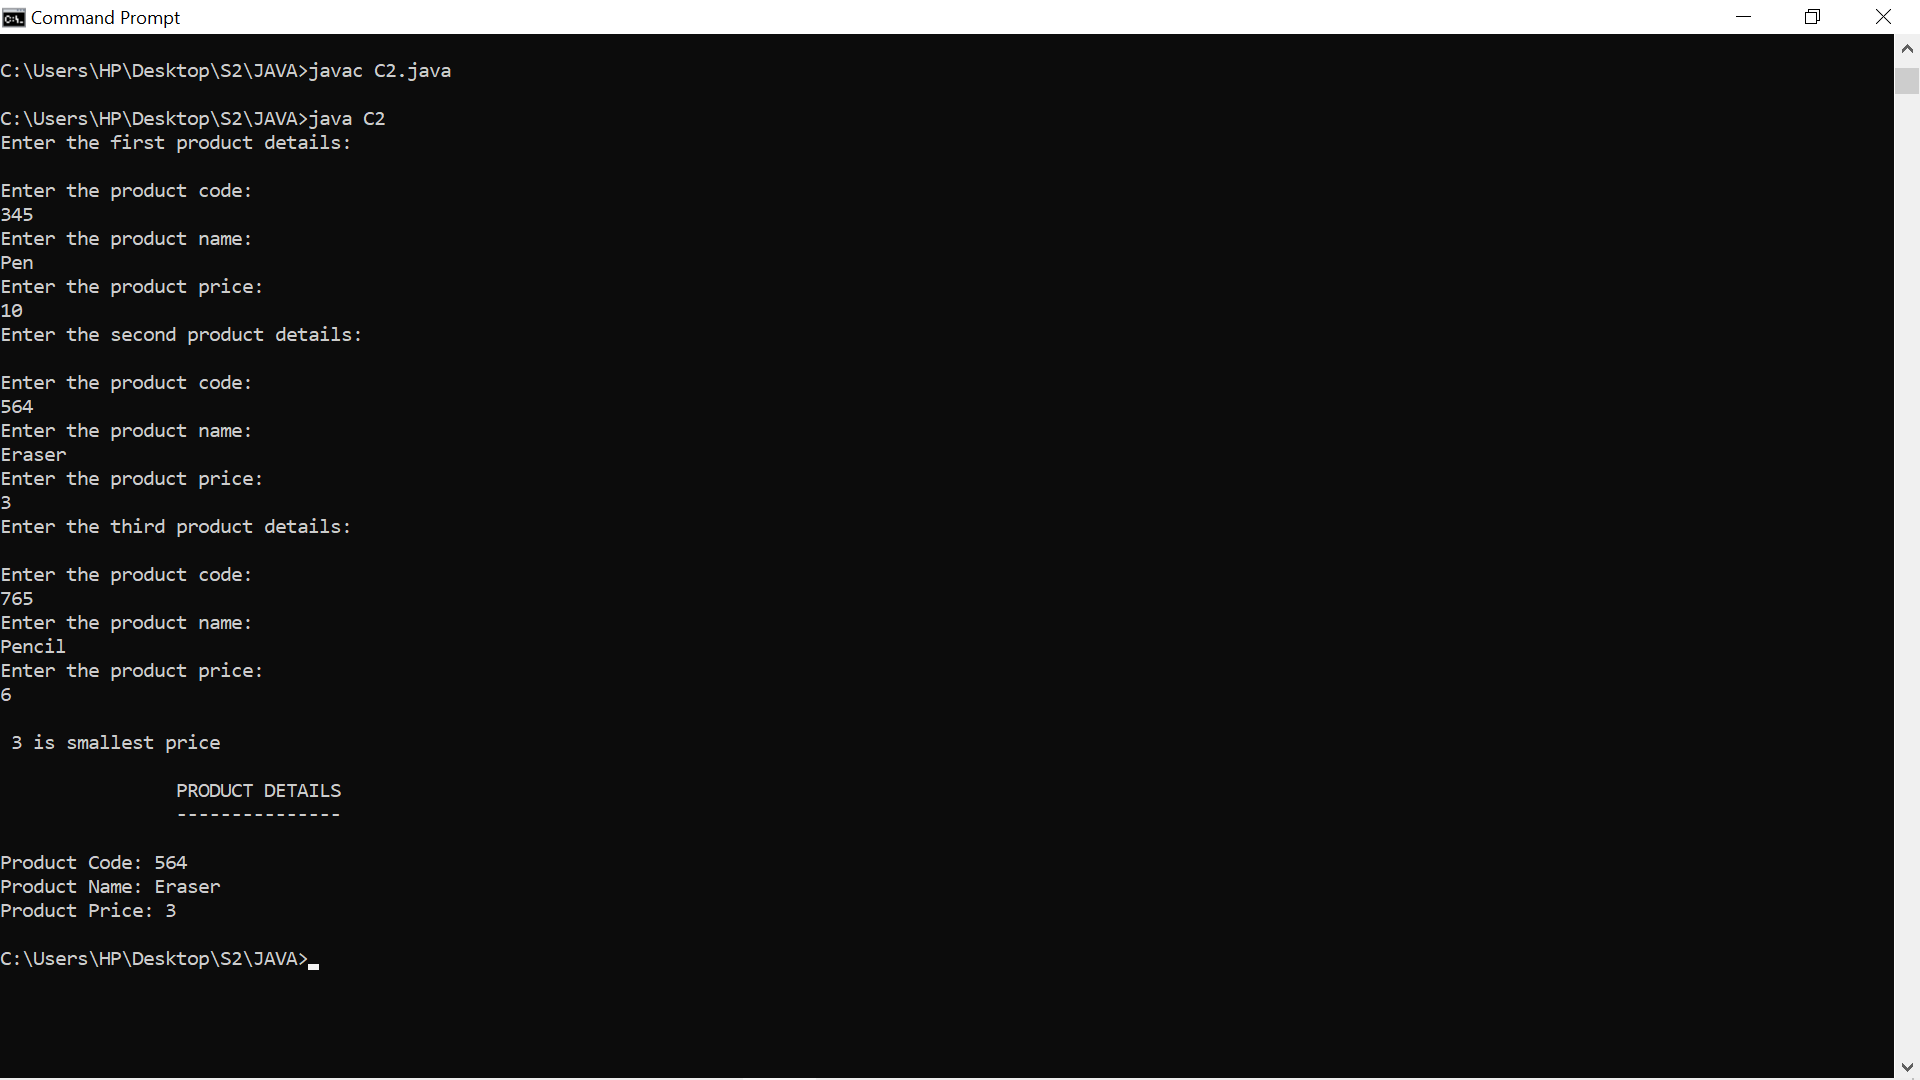 Command Prompt
C:\Users\HP\Desktop\S2\JAVA>javac C2.java
C:\Users\HP\Desktop\S2\JAVA>java C2
Enter the first product details:
Enter the product code:
345
Enter the product name:
Pen
Enter the product price:
10
Enter the second product details:
Enter the product code:
564
Enter the product name:
Eraser
Enter the product price:
3
Enter the third product details:
Enter the product code:
765
Enter the product name:
Pencil
Enter the product price:
6
3 is smallest price
PRODUCT DETAILS
---------------
Product Code: 564
Product Name: Eraser
Product Price: 3
C:\Users\HP\Desktop\S2\JAVA>